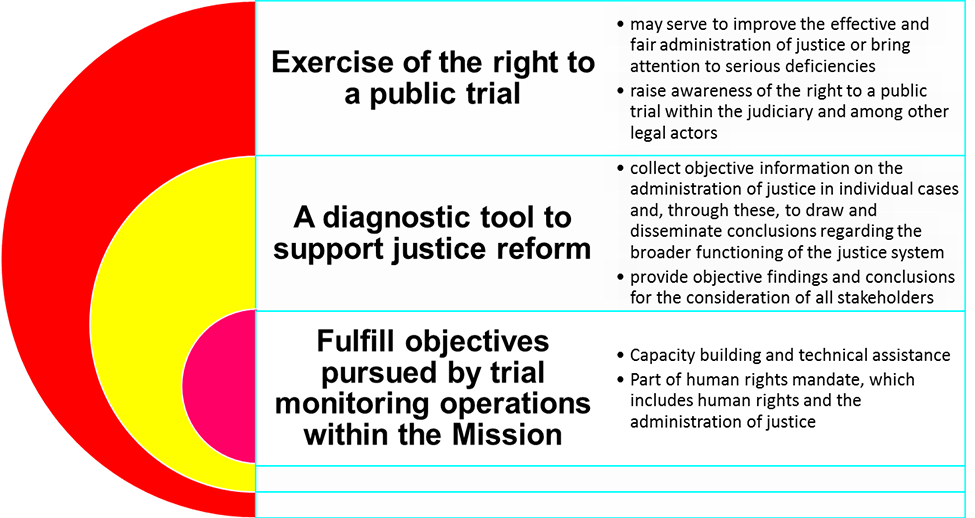 Exercise of the right to
a public trial
• may serve to improve the effective and
fair administration of justice or bring
attention to serious deficiencies
• raise awareness of the right to a public
trial within the judiciary and among other
legal actors
A diagnostic tool to
support justice reform
• collect objective information on the
administration of justice in individual cases
and, through these, to draw and
disseminate conclusions regarding the
broader functioning of the justice system
• provide objective findings and conclusions
for the consideration of all stakeholders
Fulfill objectives
pursued by trial
monitoring operations
within the Mission
• Capacity building and technical assistance
• Part of human rights mandate, which
includes human rights and the
administration of justice